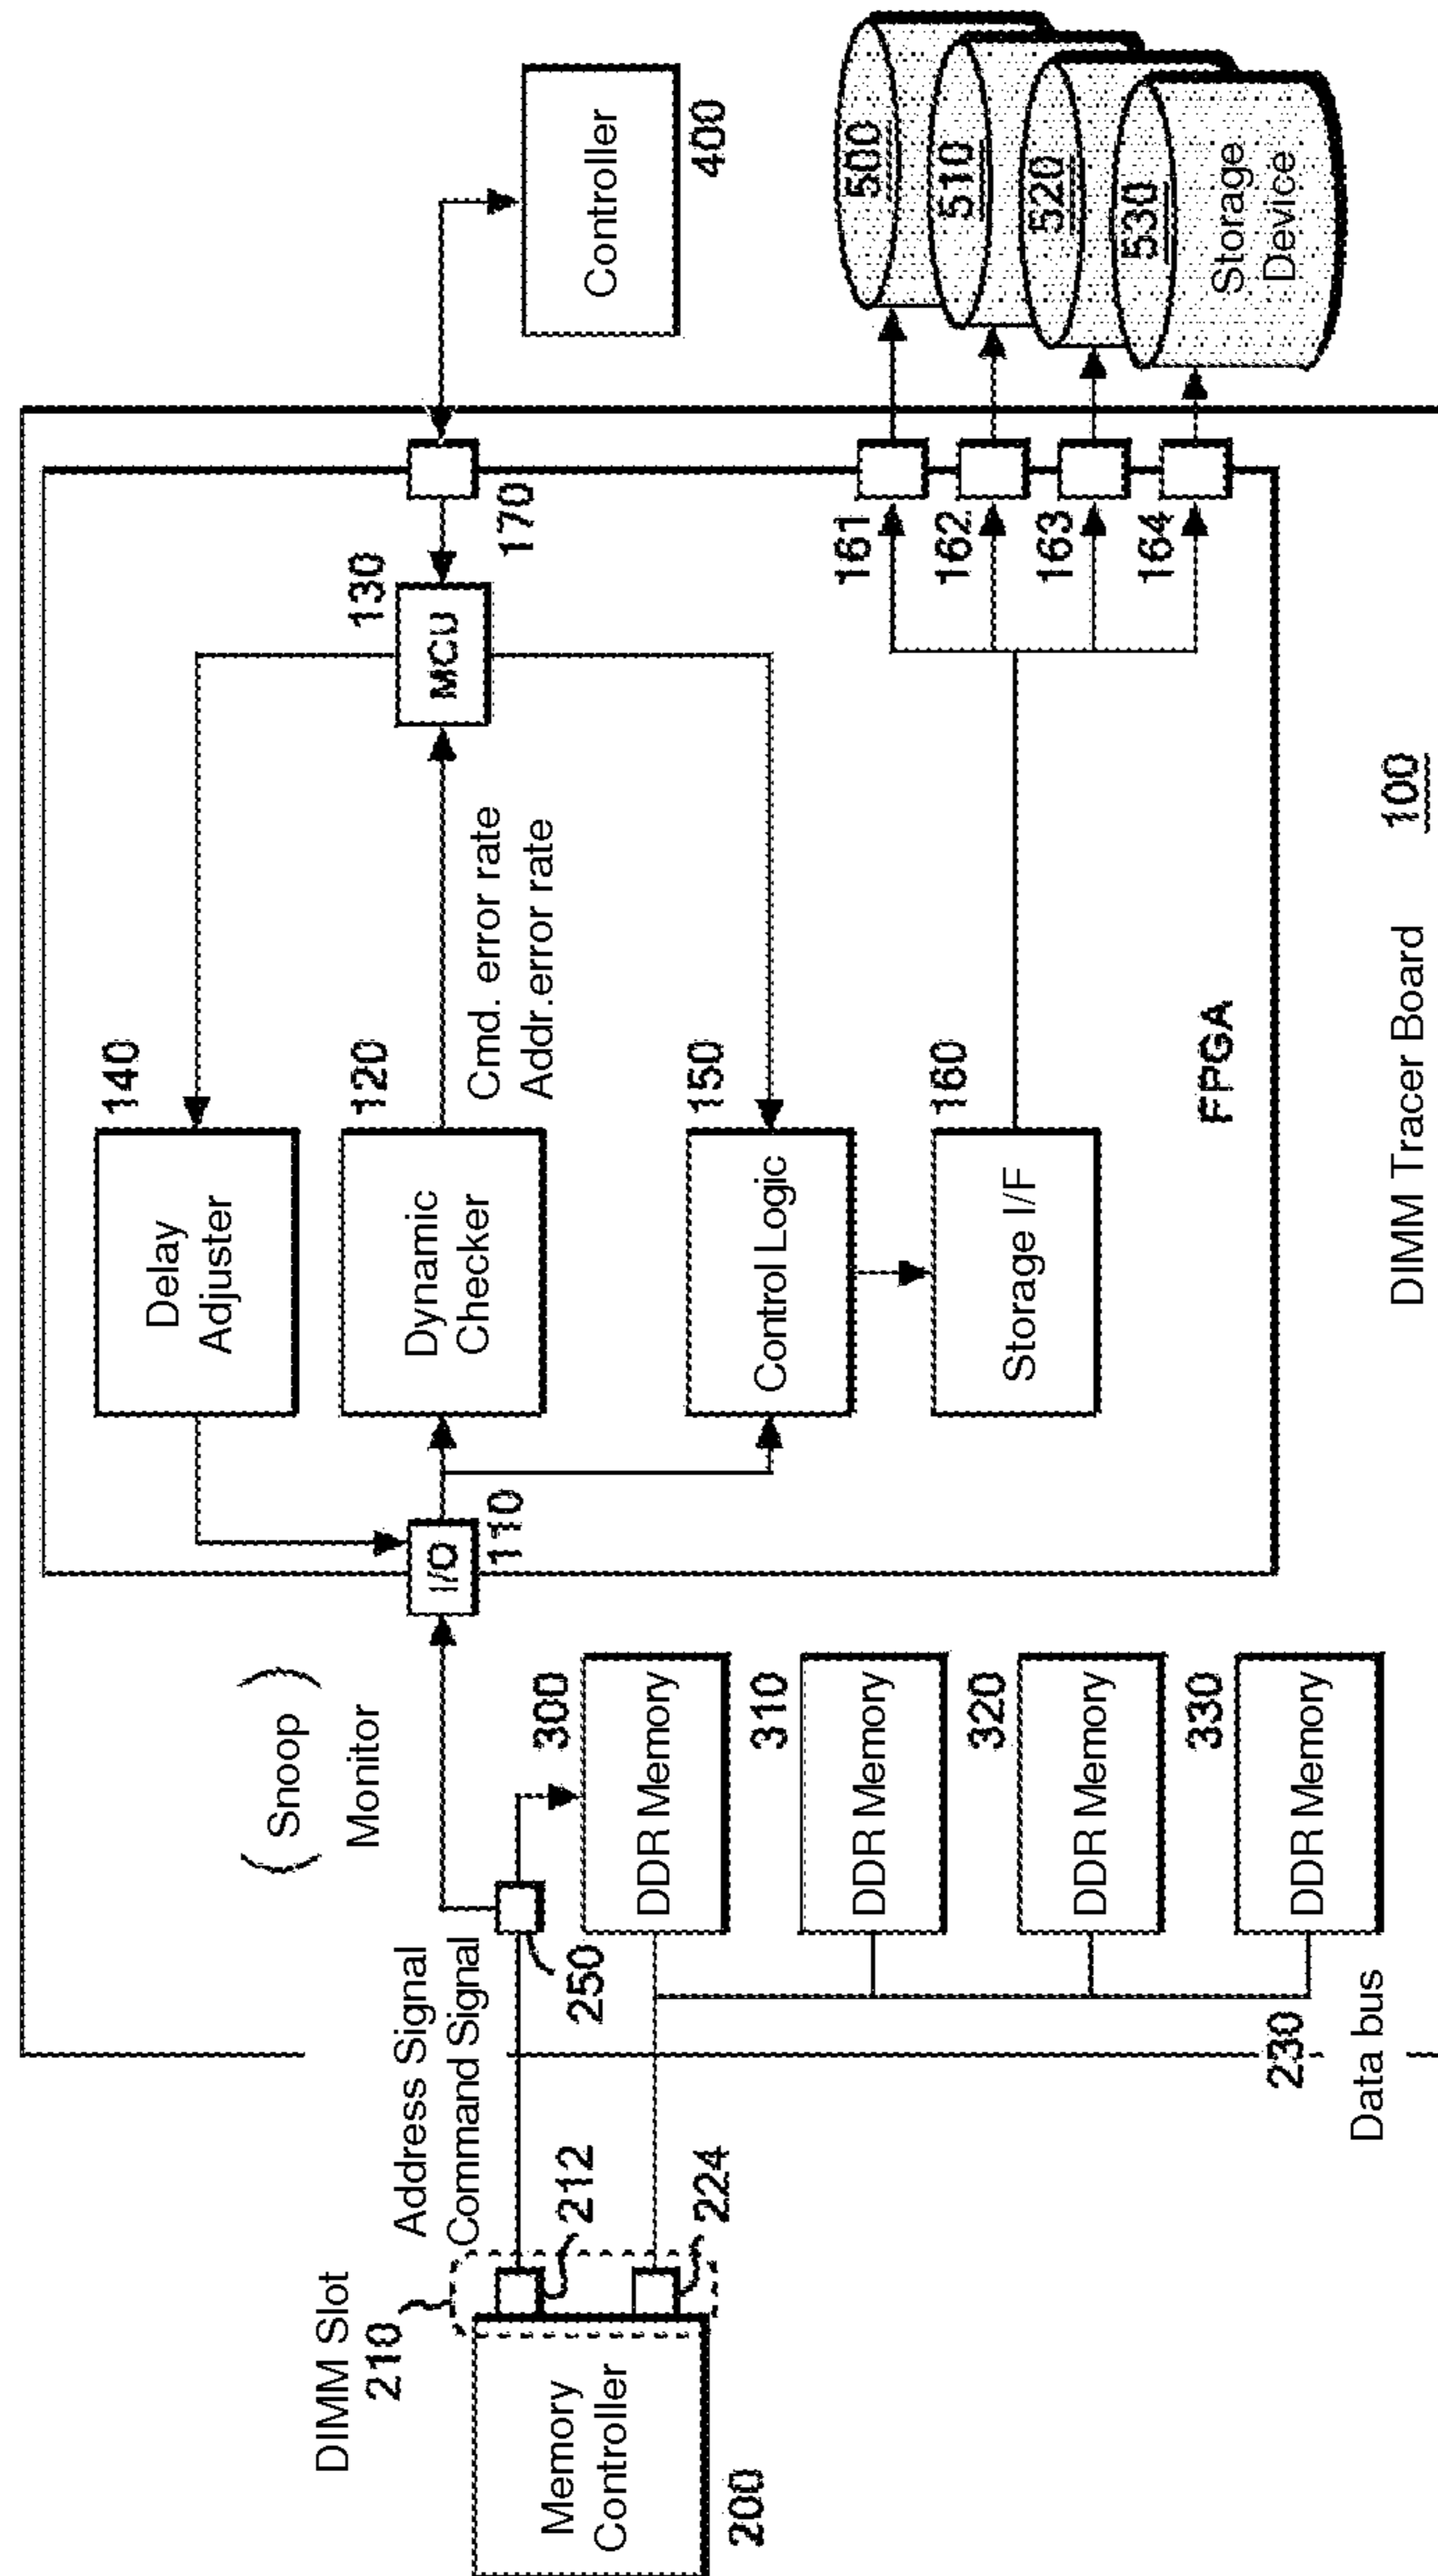 DIMM Slot
210
Memory
Controller
200
Address Signal
Command Signal
212
224
250
( Snoop )
Monitor
230
Data bus
300
DDR Memory
310
DDR Memory
320
DDR Memory
330
DDR Memory
I/O
110
Delay
Adjuster
140
Dynamic
Checker
120
Cmd. error rate
Addr.error rate
Control Logic
150
Storage I/F
160
FPGA
DIMM Tracer Board 100
130
MCU
170
161
162
163
164
Controller
400
500
510
520
530
Storage
Device